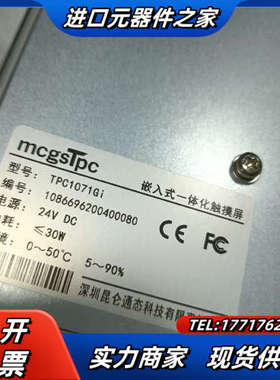 进口元器件之家
mcgsTpc
嵌入式一体化触摸屏
型号: TPC1071Gi
编号: 1086696200400080
电源: 24V DC
耗: ≤30W
CE FC
0~50℃ 5~90%
深圳昆仑通态科技有限
开票
TEL:1771762
实力商家 现货供